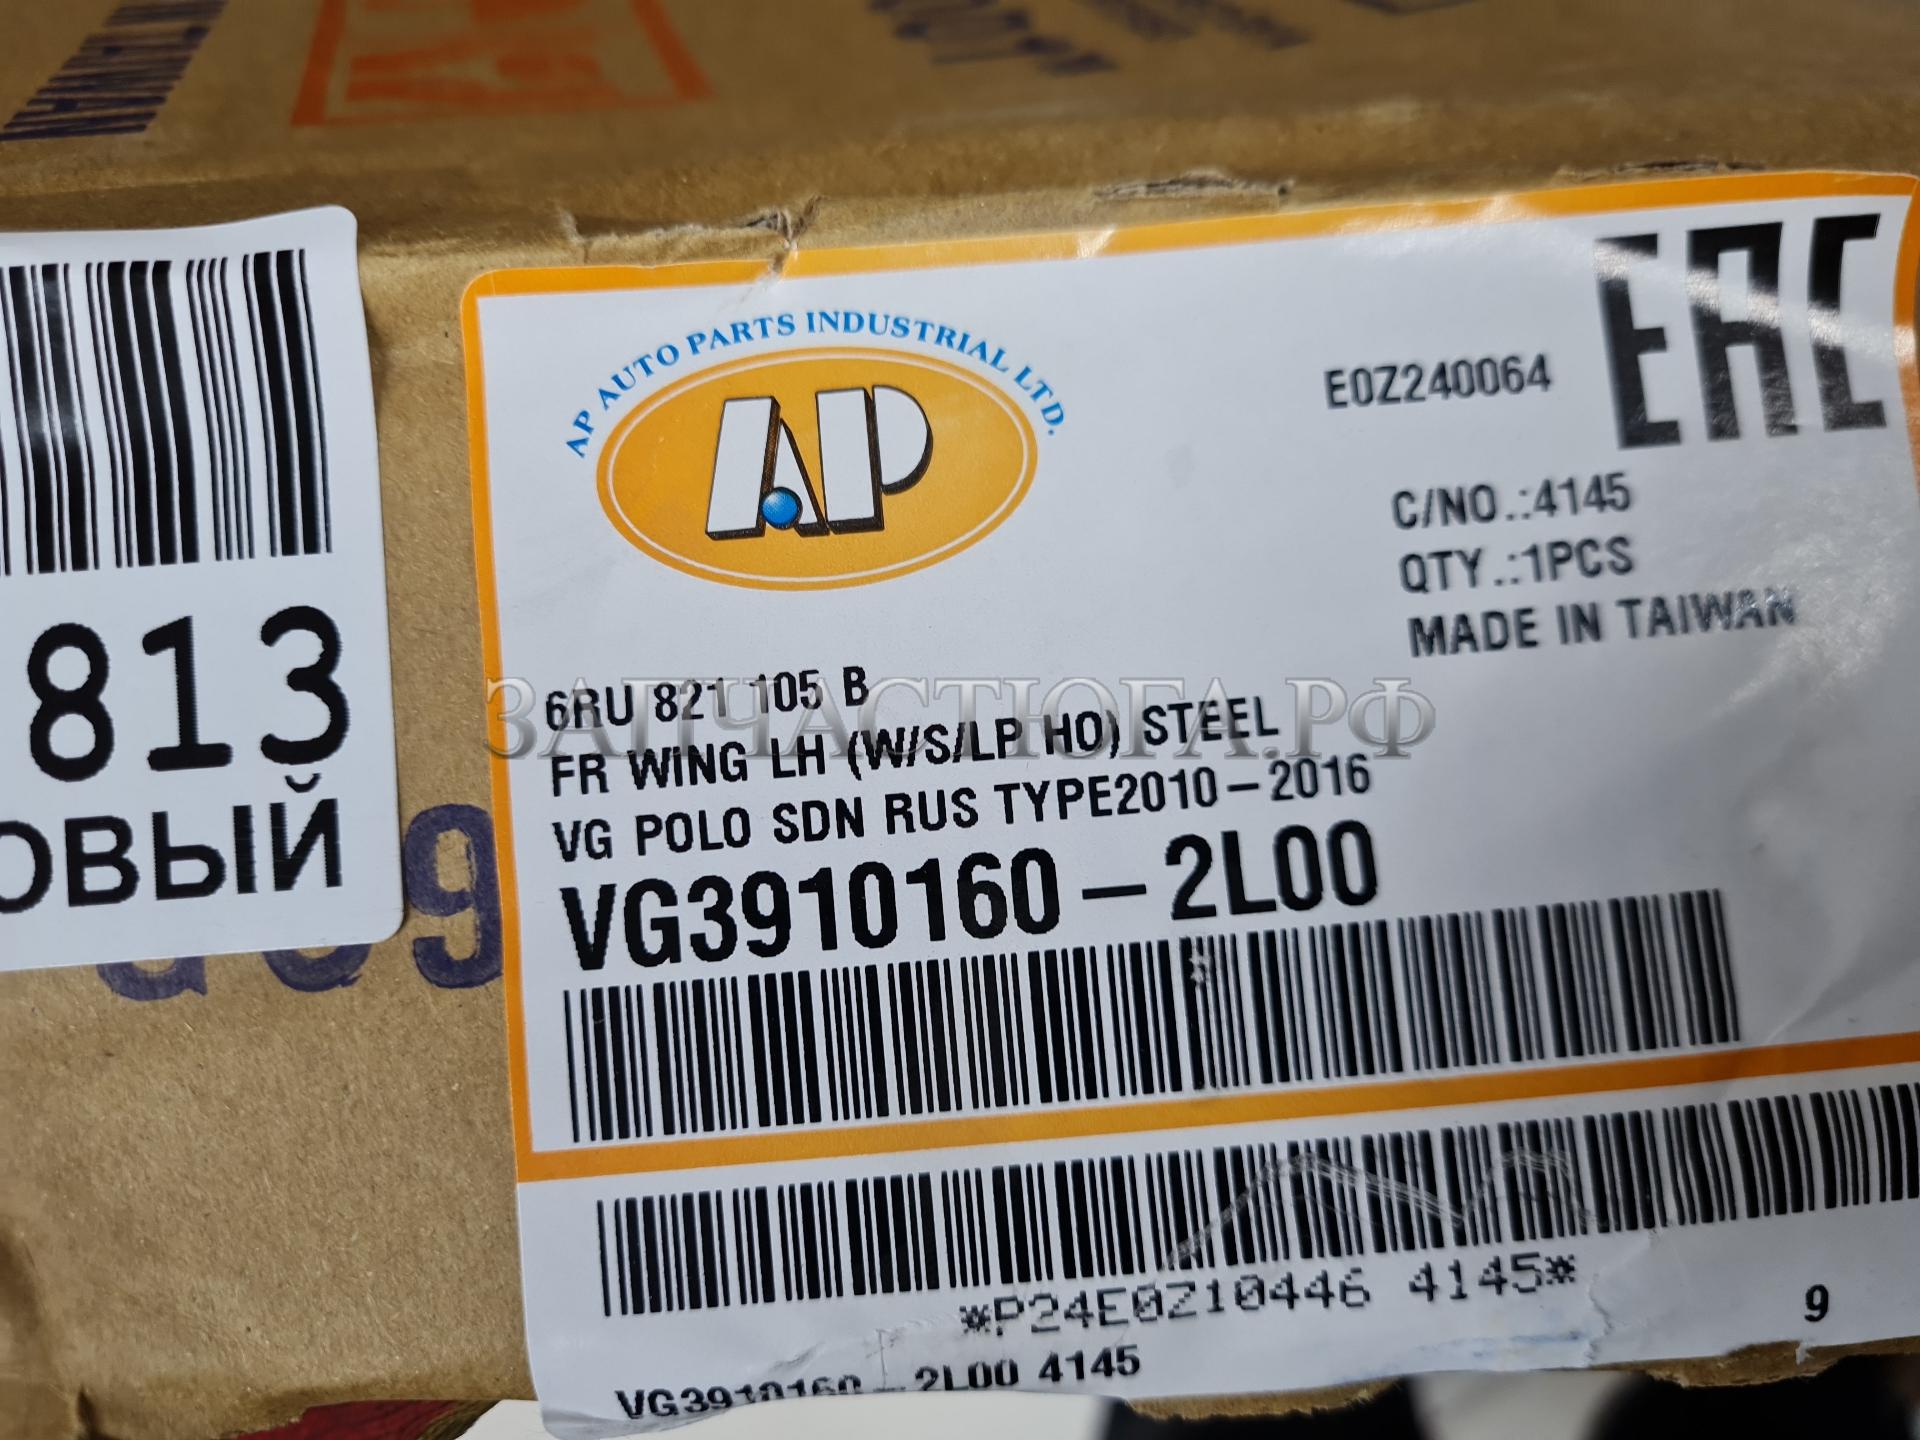 TAIWAN
813
ОВЫЙ
AP AUTO PARTS INDUSTRIAL LTD.
AP
E0Z240064
EAC
C/NO.:4145
QTY.:1PCS
MADE IN TAIWAN
6RU 821 105 B
FR WING LH (W/S/LP HO) STEEL
VG POLO SDN RUS TYPE2010-2016
VG3910160-2L00
ЗАПЧАСТЮГА.РФ
*P24E0Z10446 4145*
9
VG3910160-2L00 4145